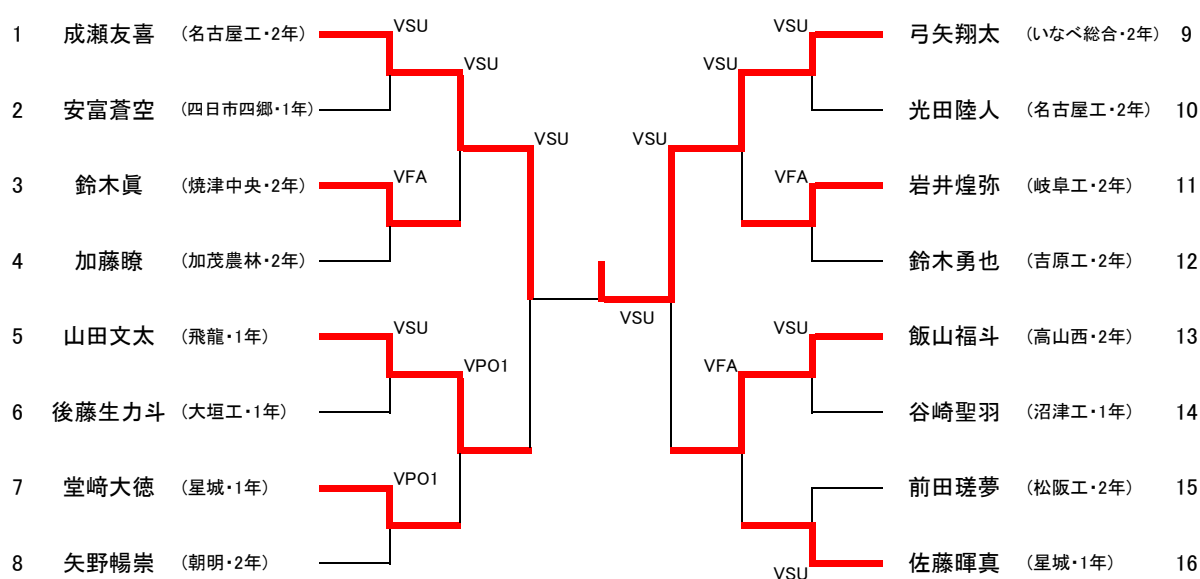 1 成瀬友喜 (名古屋工・2年) VSU VSU 弓矢翔太 (いなべ総合・2年) 9
VSU VSU
2 安富蒼空 (四日市四郷・1年) 光田陸人 (名古屋工・2年) 10
VSU VSU
3 鈴木眞 (焼津中央・2年) VFA VFA 岩井煌弥 (岐阜工・2年) 11
4 加藤暸 (加茂農林・2年) 鈴木勇也 (吉原工・2年) 12
VSU
5 山田文太 (飛龍・1年) VSU VSU 飯山福斗 (高山西・2年) 13
VPO1 VFA
6 後藤生力斗 (大垣工・1年) 谷崎聖羽 (沼津工・1年) 14
7 堂﨑大徳 (星城・1年) VPO1 前田瑳夢 (松阪工・2年) 15
8 矢野暢崇 (朝明・2年) VSU 佐藤暉真 (星城・1年) 16